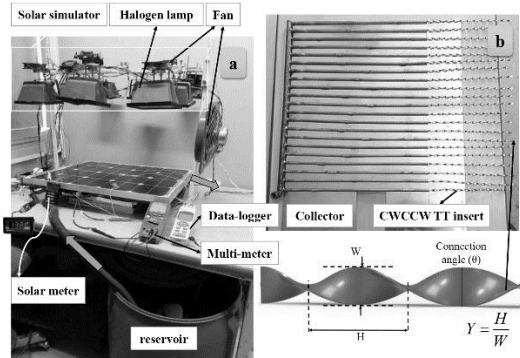 Solar simulator
Halogen lamp
Fan
a
b
Collector
CWCCW TT insert
Data-logger
Multi-meter
Solar meter
reservoir
W
Connection
angle (θ)
H
Y = H/W